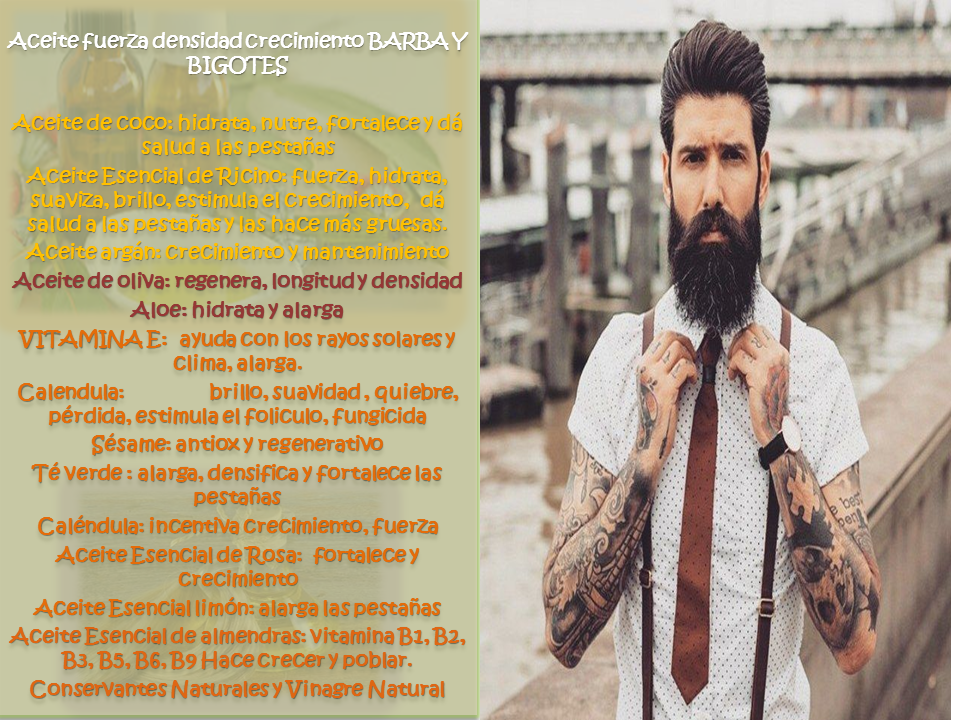 Aceite fuerza densidad crecimiento BARBA Y
BIGOTES
Aceite de coco: hidrata, nutre, fortalece y dá
salud a las pestañas
Aceite Esencial de Ricino: fuerza, hidrata,
suaviza, brillo, estimula el crecimiento, dá
salud a las pestañas y las hace más gruesas.
Aceite argán: crecimiento y mantenimiento
Aceite de oliva: regenera, longitud y densidad
Aloe: hidrata y alarga
VITAMINA E: ayuda con los rayos solares y
clima, alarga.
Calendula: brillo, suavidad , quiebre,
pérdida, estimula el foliculo, fungicida
Sésame: antiox y regenerativo
Té verde : alarga, densifica y fortalece las
pestañas
Caléndula: incentiva crecimiento, fuerza
Aceite Esencial de Rosa: fortalece y
crecimiento
Aceite Esencial limón: alarga las pestañas
Aceite Esencial de almendras: vitamina B1, B2,
B3, B5, B6, B9 Hace crecer y poblar.
Conservantes Naturales y Vinagre Natural